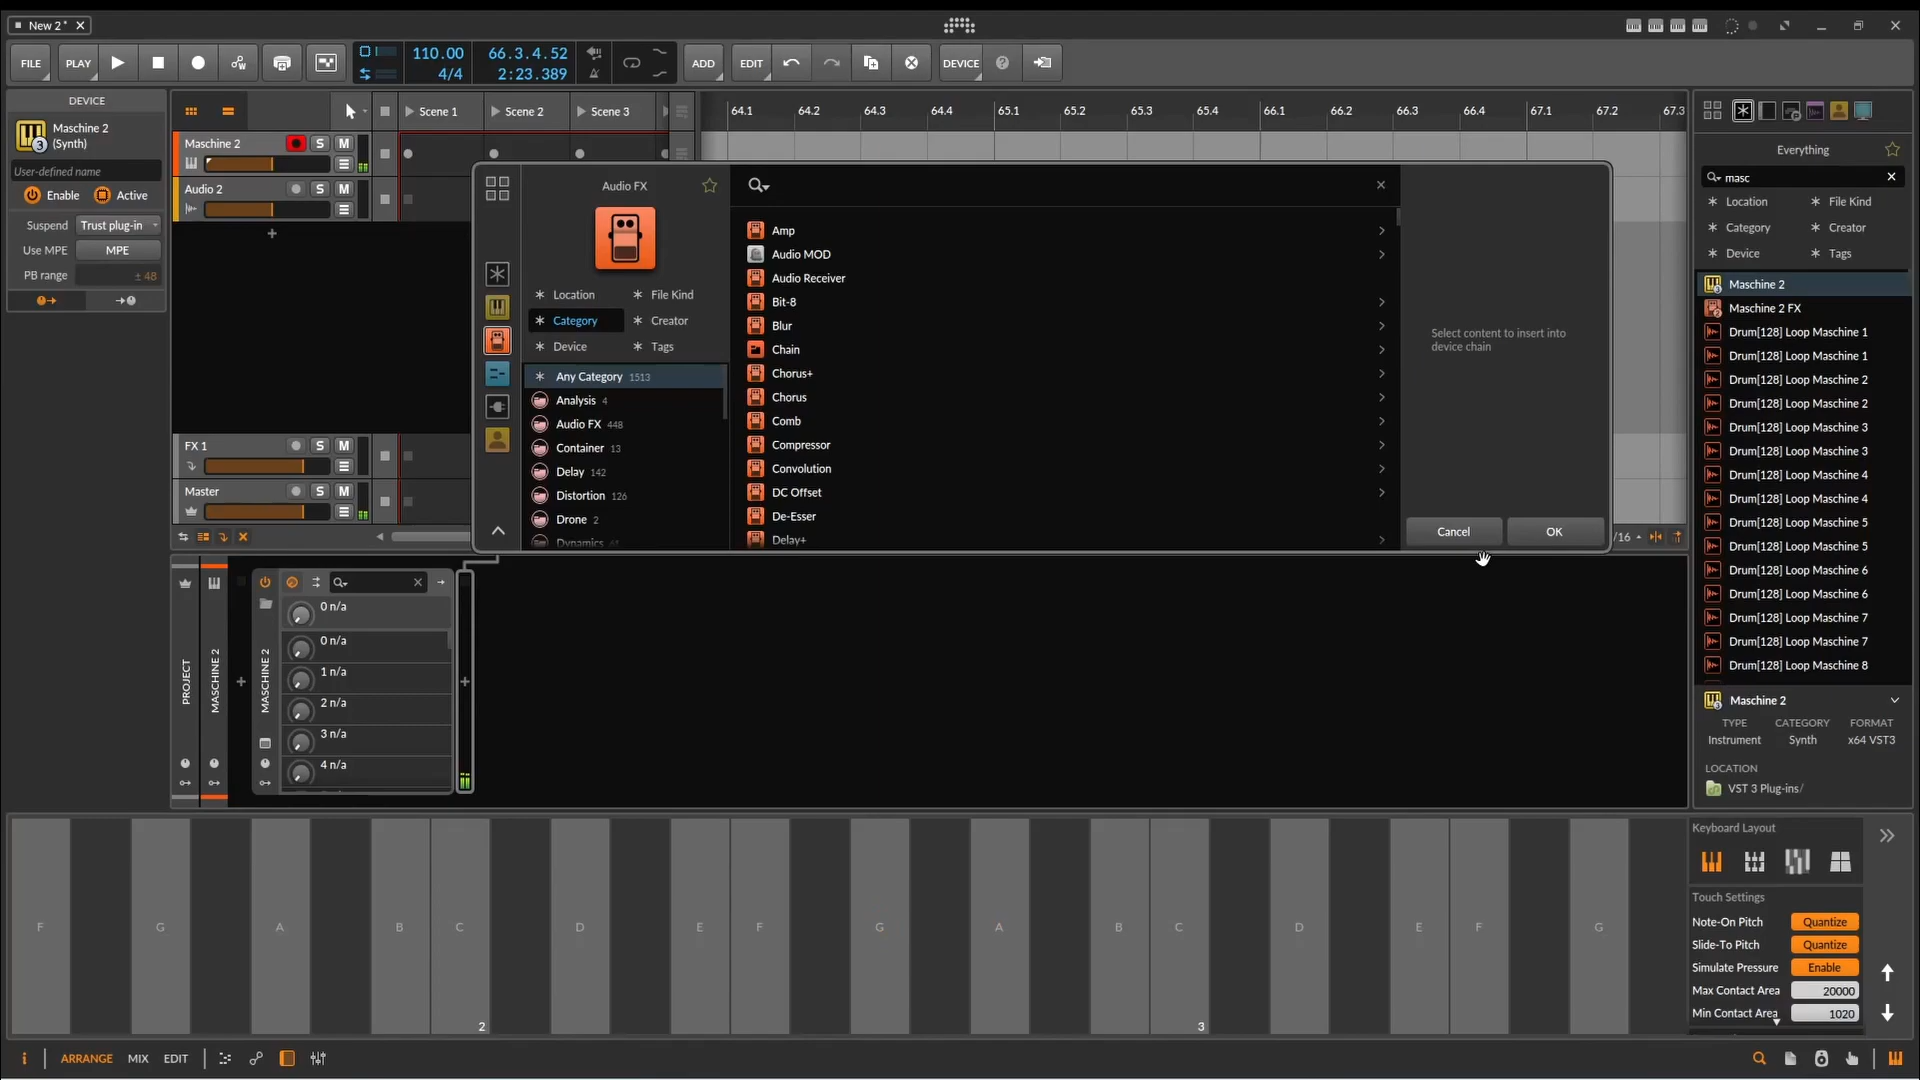 New 2*
FILE
PLAY
110.00
4/4
66.3.4.52
2:23.389
ADD
EDIT
DEVICE
DEVICE
Maschine 2
(Synth)
User-defined name
Enable
Active
Suspend
Trust plug-in
Use MPE
MPE
PB range
± 48
Scene 1
Scene 2
Scene 3
64.1
64.2
64.3
64.4
65.1
65.2
65.3
65.4
66.1
66.2
66.3
66.4
67.1
67.2
67.3
Maschine 2
S
M
Audio 2
FX 1
S
M
Master
S
M
Audio FX
Location
File Kind
Category
Creator
Device
Tags
Any Category 1513
Analysis 4
Audio FX 448
Container 13
Delay 142
Distortion 126
Drone 2
Dynamics
Amp
Audio MOD
Audio Receiver
Bit-8
Blur
Chain
Chorus+
Chorus
Comb
Compressor
Convolution
DC Offset
De-Esser
Delay+
Select content to insert into
device chain
Cancel
OK
/16
Everything
masc
Location
File Kind
Category
Creator
Device
Tags
Maschine 2
Maschine 2 FX
Drum[128] Loop Maschine 1
Drum[128] Loop Maschine 1
Drum[128] Loop Maschine 2
Drum[128] Loop Maschine 2
Drum[128] Loop Maschine 3
Drum[128] Loop Maschine 3
Drum[128] Loop Maschine 4
Drum[128] Loop Maschine 4
Drum[128] Loop Maschine 5
Drum[128] Loop Maschine 5
Drum[128] Loop Maschine 6
Drum[128] Loop Maschine 6
Drum[128] Loop Maschine 7
Drum[128] Loop Maschine 7
Drum[128] Loop Maschine 8
Maschine 2
TYPE
CATEGORY
FORMAT
Instrument
Synth
x64 VST3
LOCATION
VST 3 Plug-ins/
PROJECT
MASCHINE 2
MASCHINE 2
0 n/a
0 n/a
1 n/a
2 n/a
3 n/a
4 n/a
F
G
A
B
C
D
E
F
G
A
B
C
D
E
F
G
2
3
Keyboard Layout
Touch Settings
Note-On Pitch
Quantize
Slide-To Pitch
Quantize
Simulate Pressure
Enable
Max Contact Area
20000
Min Contact Area
1020
ARRANGE
MIX
EDIT